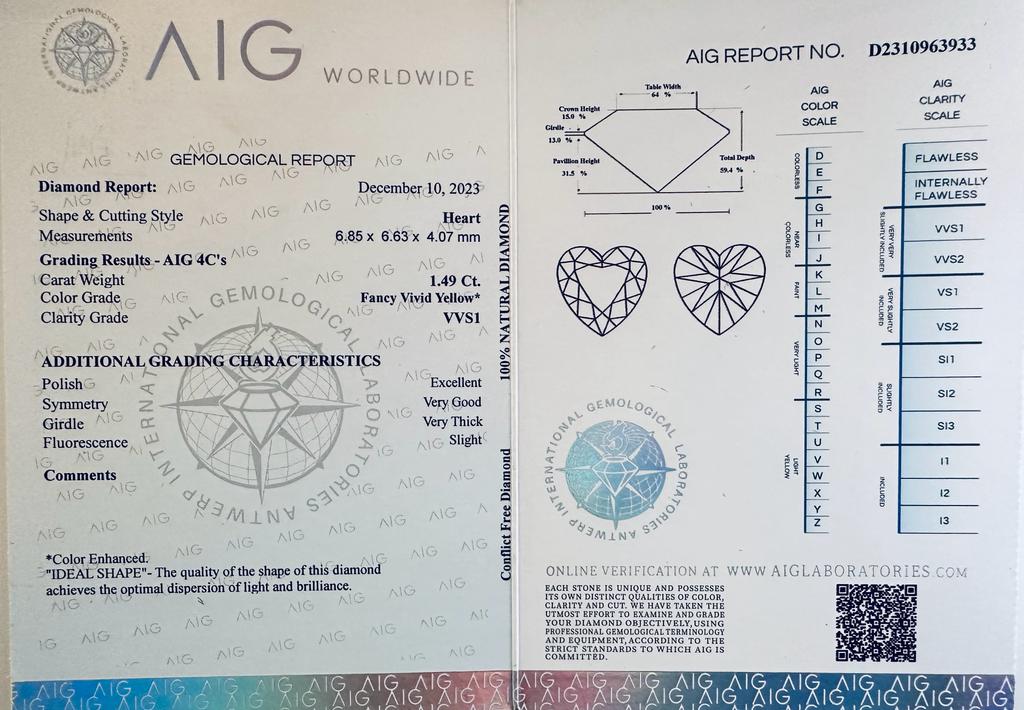 INTERNATIONAL GEMOLOGICAL LABORATORIES ANTWERP
AIG WORLDWIDE
GEMOLOGICAL REPORT
Diamond Report: December 10, 2023
Shape & Cutting Style Heart
Measurements 6.85 x 6.63 x 4.07 mm
Grading Results - AIG 4C's
Carat Weight 1.49 Ct.
Color Grade Fancy Vivid Yellow*
Clarity Grade VVS1
ADDITIONAL GRADING CHARACTERISTICS
Polish Excellent
Symmetry Very Good
Girdle Very Thick
Fluorescence Slight
Comments
*Color Enhanced.
"IDEAL SHAPE"- The quality of the shape of this diamond
achieves the optimal dispersion of light and brilliance.
INTERNATIONAL GEMOLOGICAL LABORATORIES ANTWERP
Conflict Free Diamond 100% NATURAL DIAMOND
AIG REPORT NO. D2310963933
Table Width
64 %
Crown Height
15.0 %
Girdle
13.0 %
Pavillion Height
31.5 %
Total Depth
59.4 %
100 %
AIG
COLOR
SCALE
COLORLESS
D
E
F
NEAR
COLORLESS
G
H
I
J
FAINT
K
L
M
VERY LIGHT
N
O
P
Q
R
LIGHT
YELLOW
S
T
U
V
W
X
Y
Z
AIG
CLARITY
SCALE
FLAWLESS
INTERNALLY
FLAWLESS
VERY VERY
SLIGHTLY INCLUDED
VVS1
VVS2
VERY SLIGHTLY
INCLUDED
VS1
VS2
SLIGHTLY
INCLUDED
SI1
SI2
SI3
INCLUDED
I1
I2
I3
INTERNATIONAL GEMOLOGICAL LABORATORIES ANTWERP
ONLINE VERIFICATION AT WWW.AIGLABORATORIES.COM
EACH STONE IS UNIQUE AND POSSESSES
ITS OWN DISTINCT QUALITIES OF COLOR,
CLARITY AND CUT. WE HAVE TAKEN THE
UTMOST EFFORT TO EXAMINE AND GRADE
YOUR DIAMOND OBJECTIVELY, USING
PROFESSIONAL GEMOLOGICAL TERMINOLOGY
AND EQUIPMENT, ACCORDING TO THE
STRICT STANDARDS TO WHICH AIG IS
COMMITTED.